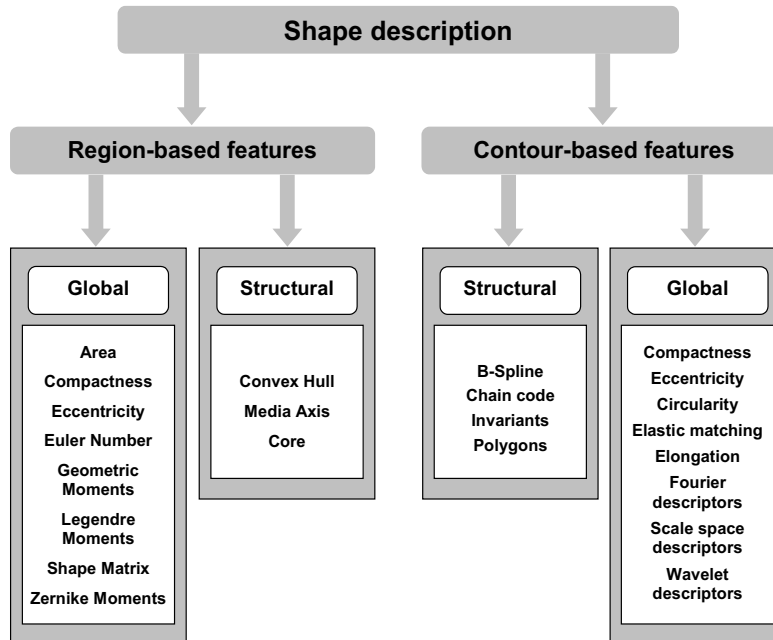 Shape description
Region-based features
Contour-based features
Global
Area
Compactness
Eccentricity
Euler Number
Geometric
Moments
Legendre
Moments
Shape Matrix
Zernike Moments
Structural
Convex Hull
Media Axis
Core
Structural
B-Spline
Chain code
Invariants
Polygons
Global
Compactness
Eccentricity
Circularity
Elastic matching
Elongation
Fourier
descriptors
Scale space
descriptors
Wavelet
descriptors